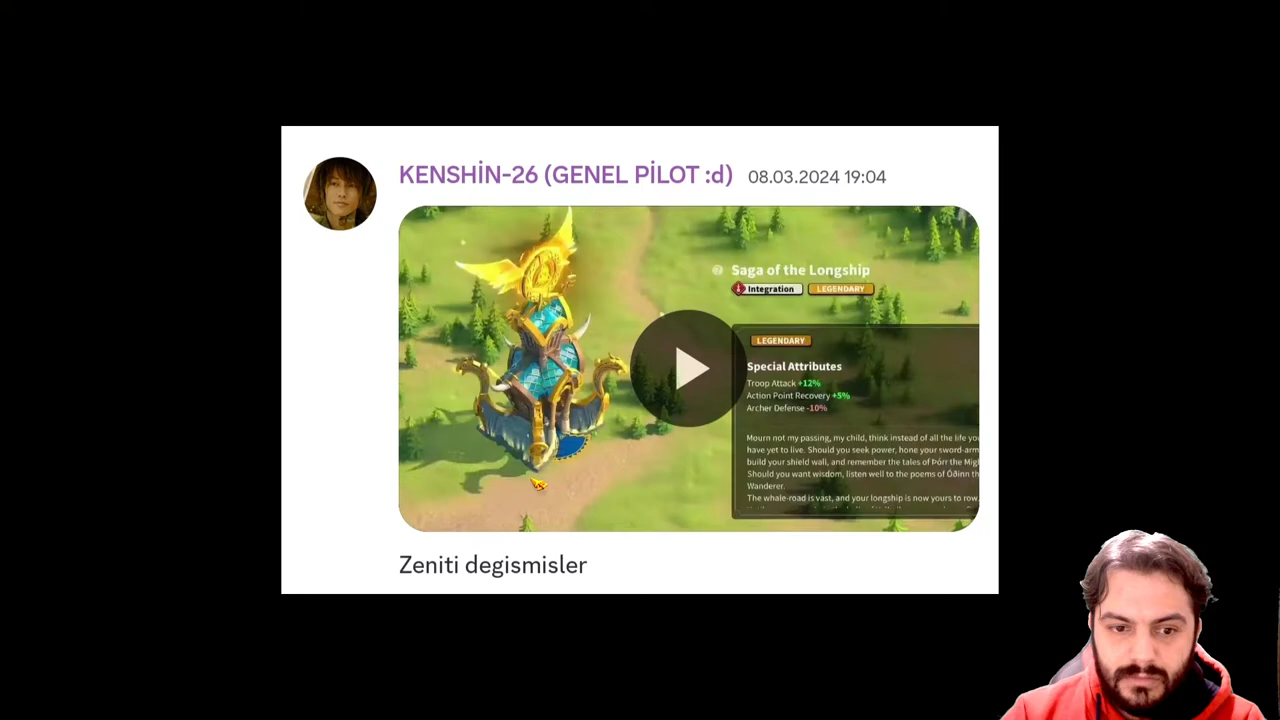 KENSHİN-26 (GENEL PİLOT :d) 08.03.2024 19:04
Saga of the Longship
Integration LEGENDARY
LEGENDARY
Special Attributes
Troop Attack +12%
Action Point Recovery +5%
Archer Defense -10%
Mourn not my passing, my child, think instead of all the life yo
have yet to live. Should you seek power, hone your sword-arm
build your shield wall, and remember the tales of Þórr the Mig
Should you want wisdom, listen well to the poems of Óðinn th
Wanderer.
The whale-road is vast, and your longship is now yours to row.
Zeniti degismisler